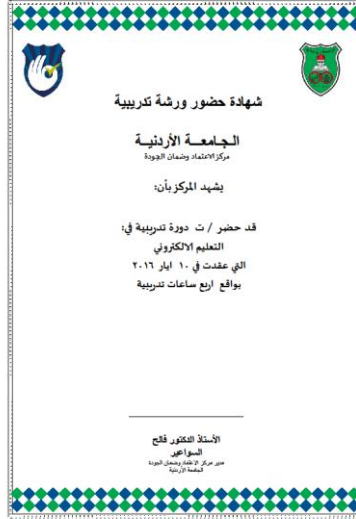 شهادة حضور ورشة تدريبية
الجامعــة الأردنيــة
مركز الاعتماد وضمان الجودة
يشهد المركز بأن:
قد حضر / ت دورة تدريبية في:
التعليم الالكتروني
التي عقدت في ١٠ ايار ٢٠١٦
بواقع اربع ساعات تدريبية
الأستاذ الدكتور فالح
السواعير
مدير مركز الاعتماد وضمان الجودة
الجامعة الأردنية